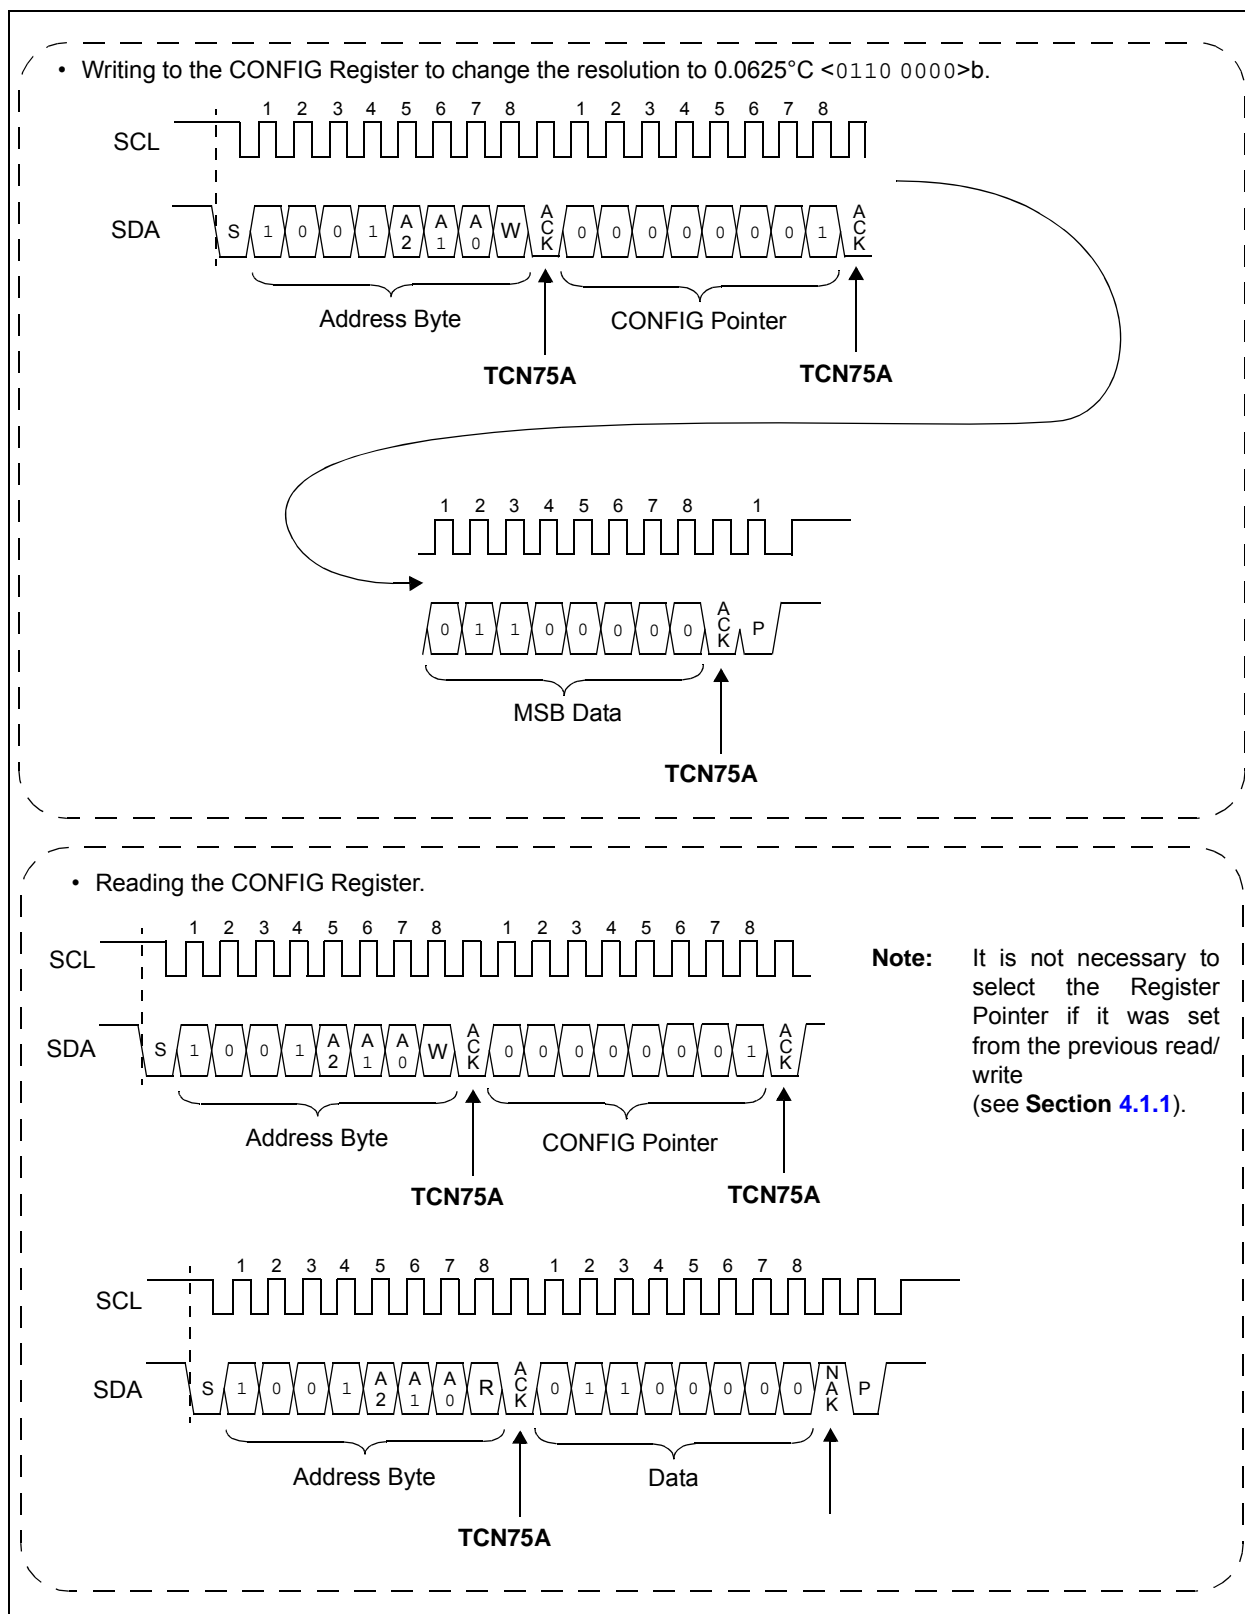 • Writing to the CONFIG Register to change the resolution to 0.0625°C <0110 0000>b.
1 2 3 4 5 6 7 8 1 2 3 4 5 6 7 8
SCL
SDA S 1 0 0 1 A2 A1 A0 W ACK 0 0 0 0 0 0 0 1 ACK
Address Byte CONFIG Pointer
TCN75A TCN75A
1 2 3 4 5 6 7 8 1
0 1 1 0 0 0 0 0 ACK P
MSB Data
TCN75A
• Reading the CONFIG Register.
1 2 3 4 5 6 7 8 1 2 3 4 5 6 7 8
SCL
SDA S 1 0 0 1 A2 A1 A0 W ACK 0 0 0 0 0 0 0 1 ACK
Address Byte CONFIG Pointer
TCN75A TCN75A
Note: It is not necessary to
select the Register
Pointer if it was set
from the previous read/
write
(see Section 4.1.1).
1 2 3 4 5 6 7 8 1 2 3 4 5 6 7 8
SCL
SDA S 1 0 0 1 A2 A1 A0 R ACK 0 1 1 0 0 0 0 0 NAK P
Address Byte Data
TCN75A